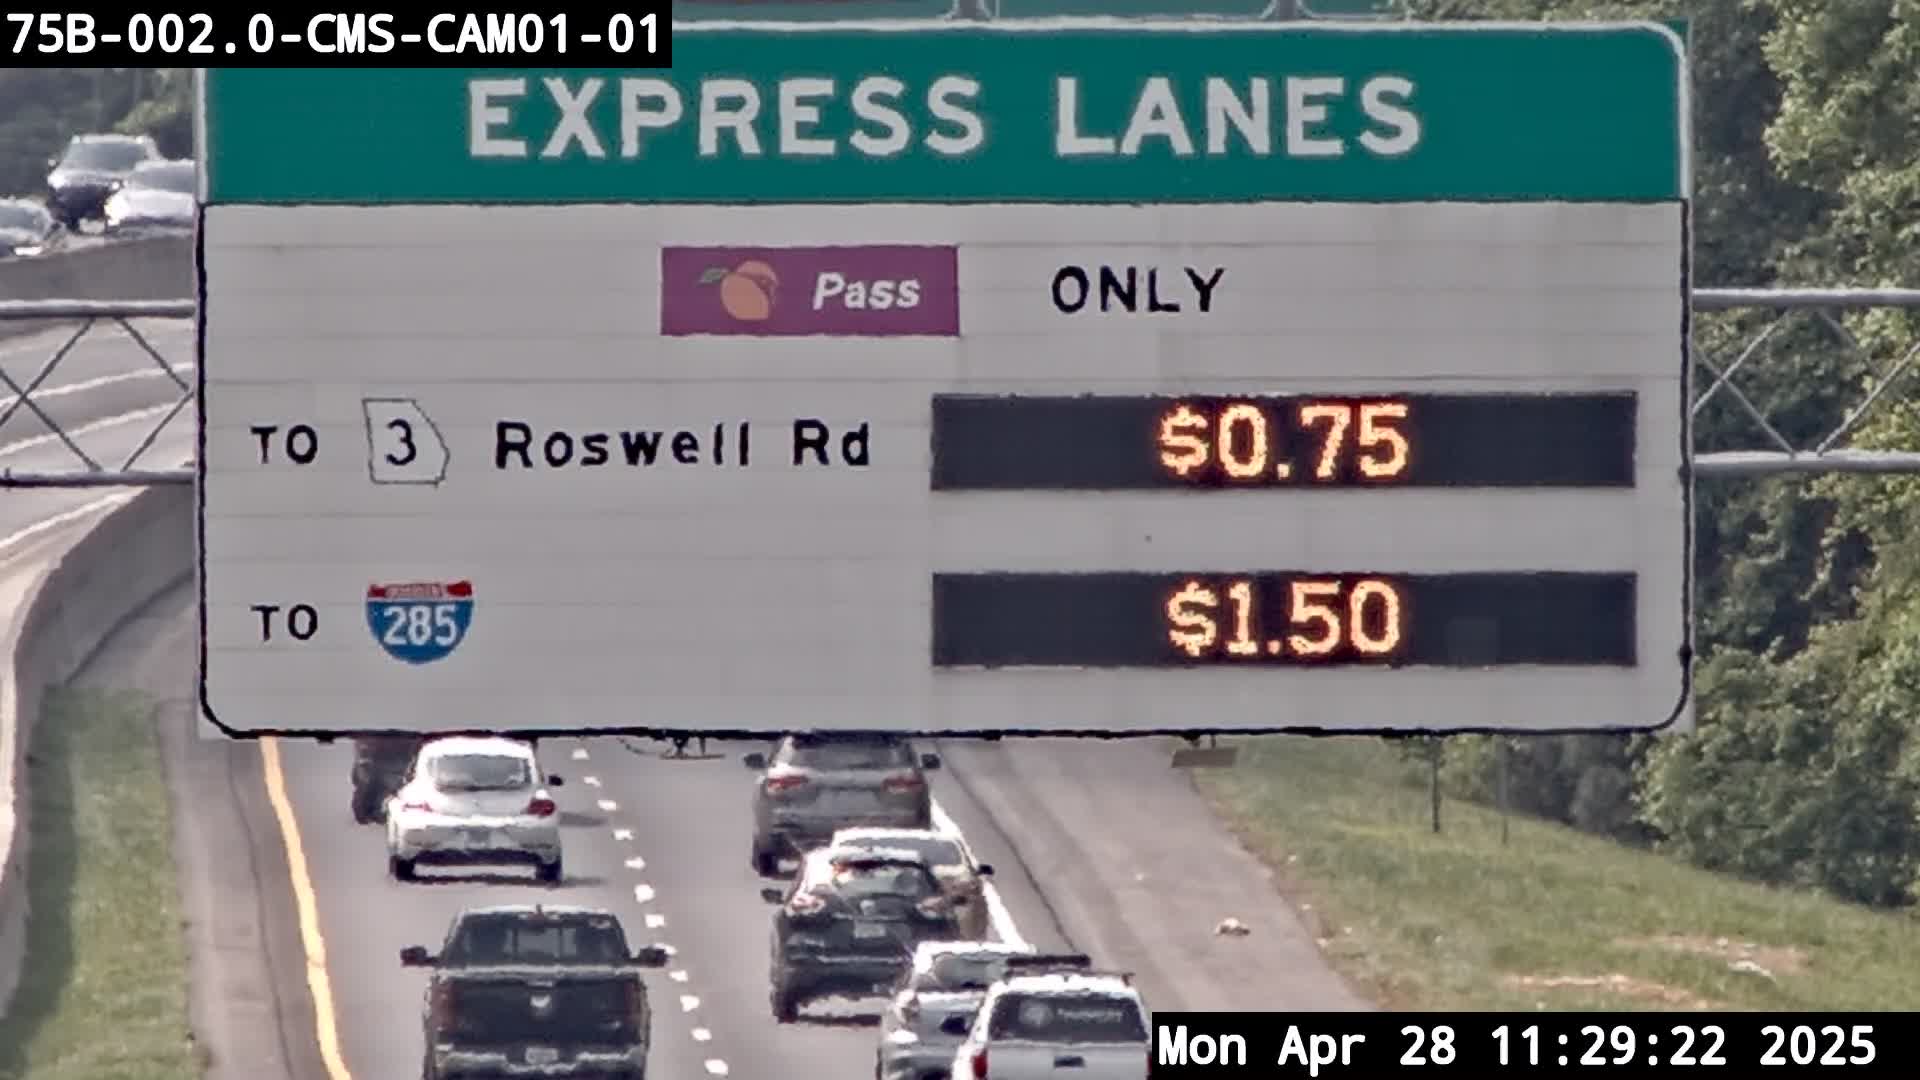 75B-002.0-CMS-CAM01-01
EXPRESS LANES
Pass ONLY
TO 3 Roswell Rd $0.75
TO 285 $1.50
Mon Apr 28 11:29:22 2025